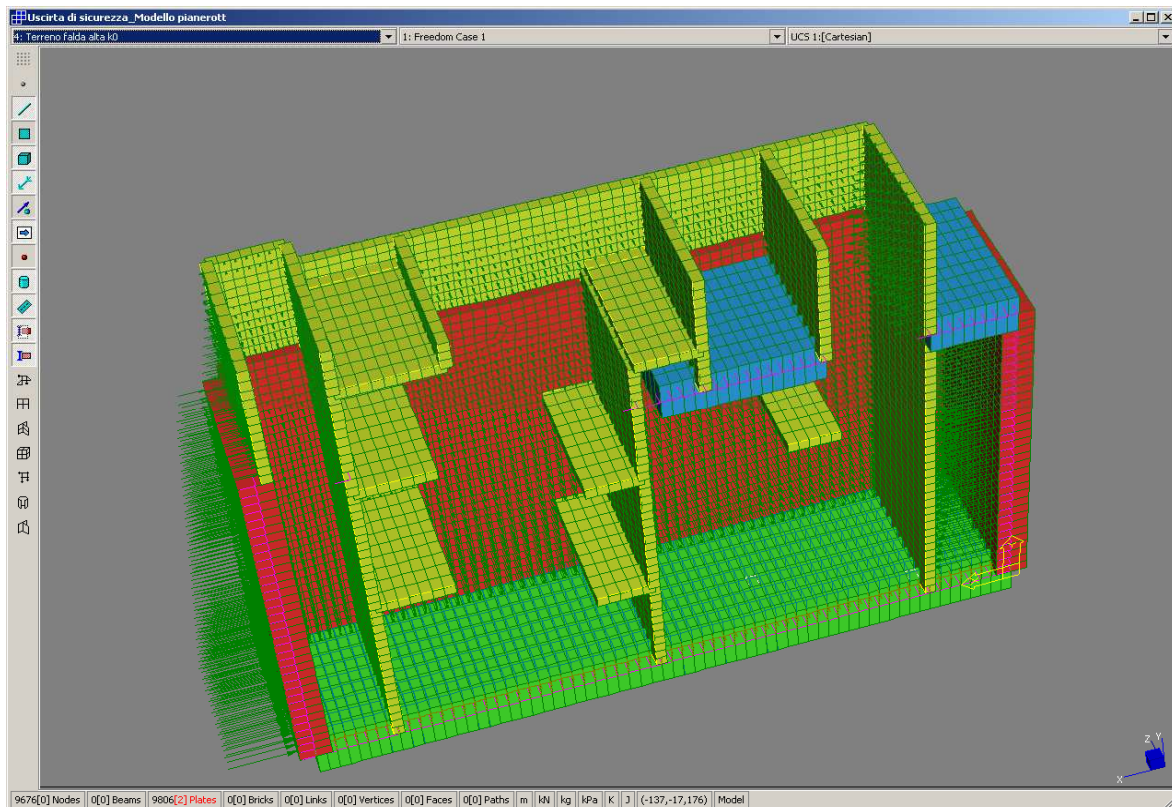 Uscirta di sicurezza_Modello pianerott
4: Terreno falda alta k0 1: Freedom Case 1 UCS 1:[Cartesian]
Z Y
X
9676[0] Nodes 0[0] Beams 9806[2] Plates 0[0] Bricks 0[0] Links 0[0] Vertices 0[0] Faces 0[0] Paths m kN kg kPa K J (-137,-17,176) Model